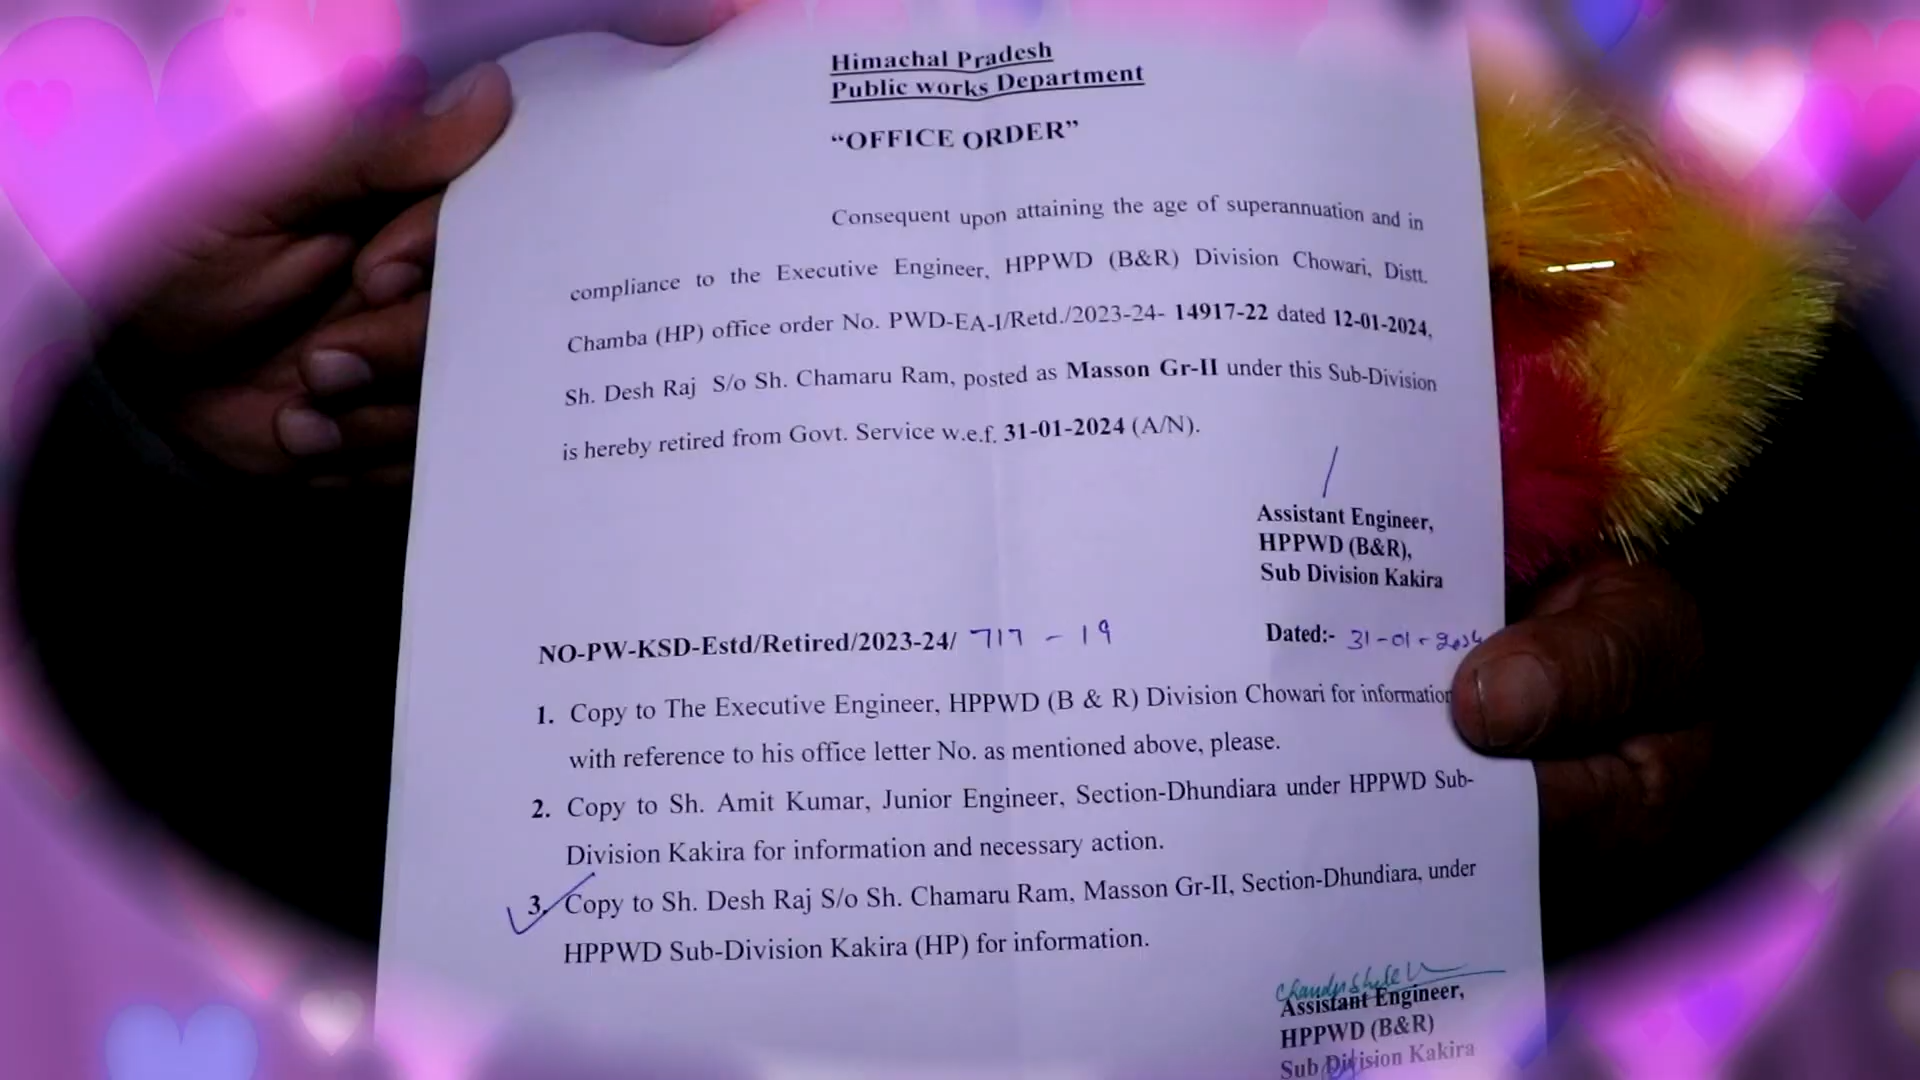 Himachal Pradesh
Public works Department
“OFFICE ORDER”
Consequent upon attaining the age of superannuation and in
compliance to the Executive Engineer, HPPWD (B&R) Division Chowari, Distt.
Chamba (HP) office order No. PWD-EA-I/Retd./2023-24- 14917-22 dated 12-01-2024,
Sh. Desh Raj S/o Sh. Chamaru Ram, posted as Masson Gr-II under this Sub-Division
is hereby retired from Govt. Service w.e.f. 31-01-2024 (A/N).
Assistant Engineer,
HPPWD (B&R),
Sub Division Kakira
NO-PW-KSD-Estd/Retired/2023-24/ 717 - 19 Dated:- 31-01-2024
1. Copy to The Executive Engineer, HPPWD (B & R) Division Chowari for information
with reference to his office letter No. as mentioned above, please.
2. Copy to Sh. Amit Kumar, Junior Engineer, Section-Dhundiara under HPPWD Sub-
Division Kakira for information and necessary action.
3. Copy to Sh. Desh Raj S/o Sh. Chamaru Ram, Masson Gr-II, Section-Dhundiara, under
HPPWD Sub-Division Kakira (HP) for information.
Assistant Engineer,
HPPWD (B&R)
Sub Division Kakira